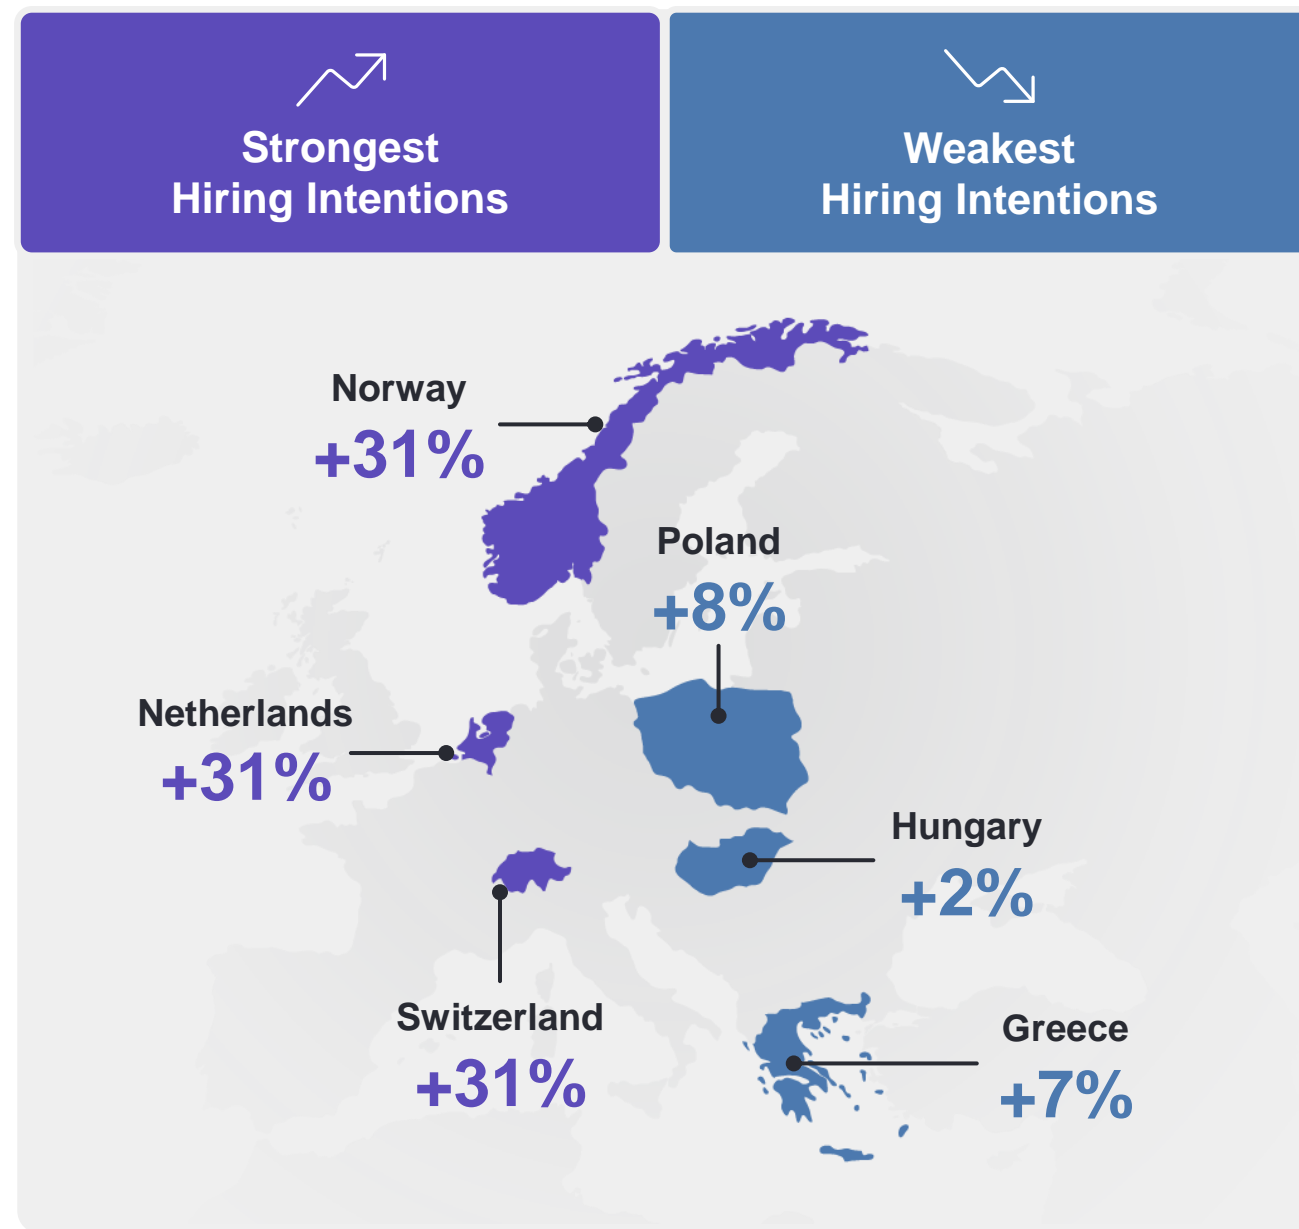 Strongest
Hiring Intentions
Weakest
Hiring Intentions
Norway
+31%
Poland
+8%
Netherlands
+31%
Hungary
+2%
Switzerland
+31%
Greece
+7%